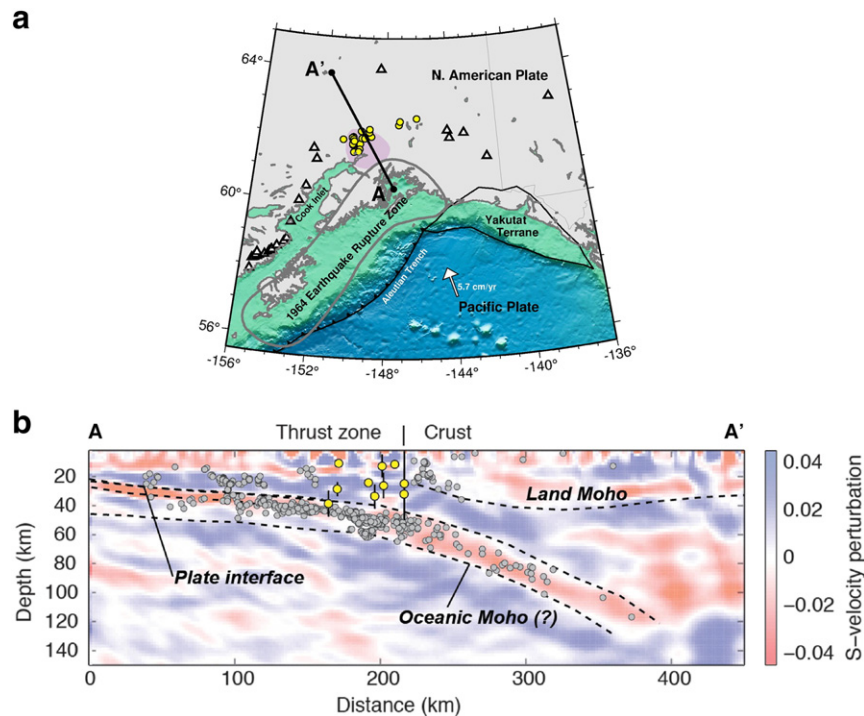 a
64°
60°
56°
A'
N. American Plate
A
Cook Inlet
1964 Earthquake Rupture Zone
Yakutat
Terrane
Aleutian Trench
5.7 cm/yr
Pacific Plate
-156°
-152°
-148°
-144°
-140°
-136°
b
A
Thrust zone | Crust
A'
20
40
60
80
100
120
140
Depth (km)
Land Moho
Plate interface
Oceanic Moho (?)
0
100
200
300
400
Distance (km)
0.04
0.02
0
−0.02
−0.04
S-velocity perturbation